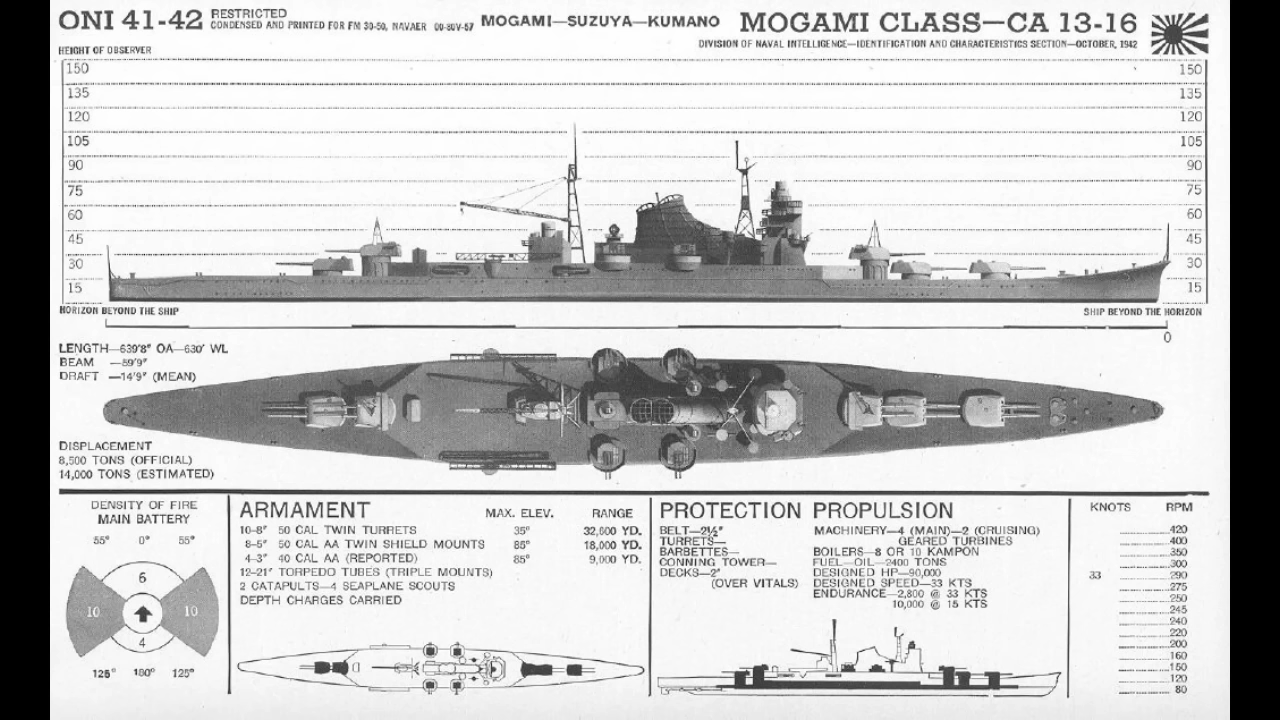 ONI 41-42 RESTRICTED
CONDENSED AND PRINTED FOR FM 30-50, NAVAER 00-80V-57
MOGAMI—SUZUYA—KUMANO
MOGAMI CLASS—CA 13-16
DIVISION OF NAVAL INTELLIGENCE—IDENTIFICATION AND CHARACTERISTICS SECTION—OCTOBER, 1942
HEIGHT OF OBSERVER
150 150
135 135
120 120
105 105
90 90
75 75
60 60
45 45
30 30
15 15
HORIZON BEYOND THE SHIP
SHIP BEYOND THE HORIZON
0
LENGTH—639'8" OA—630' WL
BEAM —59'9"
DRAFT —14'9" (MEAN)
DISPLACEMENT
8,500 TONS (OFFICIAL)
14,000 TONS (ESTIMATED)
DENSITY OF FIRE
MAIN BATTERY
55° 0° 55°
6
10 10
4
125° 180° 125°
ARMAMENT MAX. ELEV. RANGE
10-8" 50 CAL TWIN TURRETS 35° 32,600 YD.
8-5" 50 CAL AA TWIN SHIELD MOUNTS 85° 18,000 YD.
4-3" 40 CAL AA (REPORTED) 85° 9,000 YD.
12-21" TORPEDO TUBES (TRIPLE MOUNTS)
2 CATAPULTS—4 SEAPLANE SCOUTS
DEPTH CHARGES CARRIED
PROTECTION
BELT—2½"
TURRETS—
BARBETTES—
CONNING TOWER—
DECKS—2"
(OVER VITALS)
PROPULSION
MACHINERY—4 (MAIN)—2 (CRUISING)
GEARED TURBINES
BOILERS—8 OR 10 KAMPON
FUEL—OIL—2400 TONS
DESIGNED HP—90,000
DESIGNED SPEED—33 KTS
ENDURANCE—2,800 @ 33 KTS
10,000 @ 15 KTS
KNOTS RPM
420
400
350
300
33 290
275
250
245
240
220
200
160
150
120
80